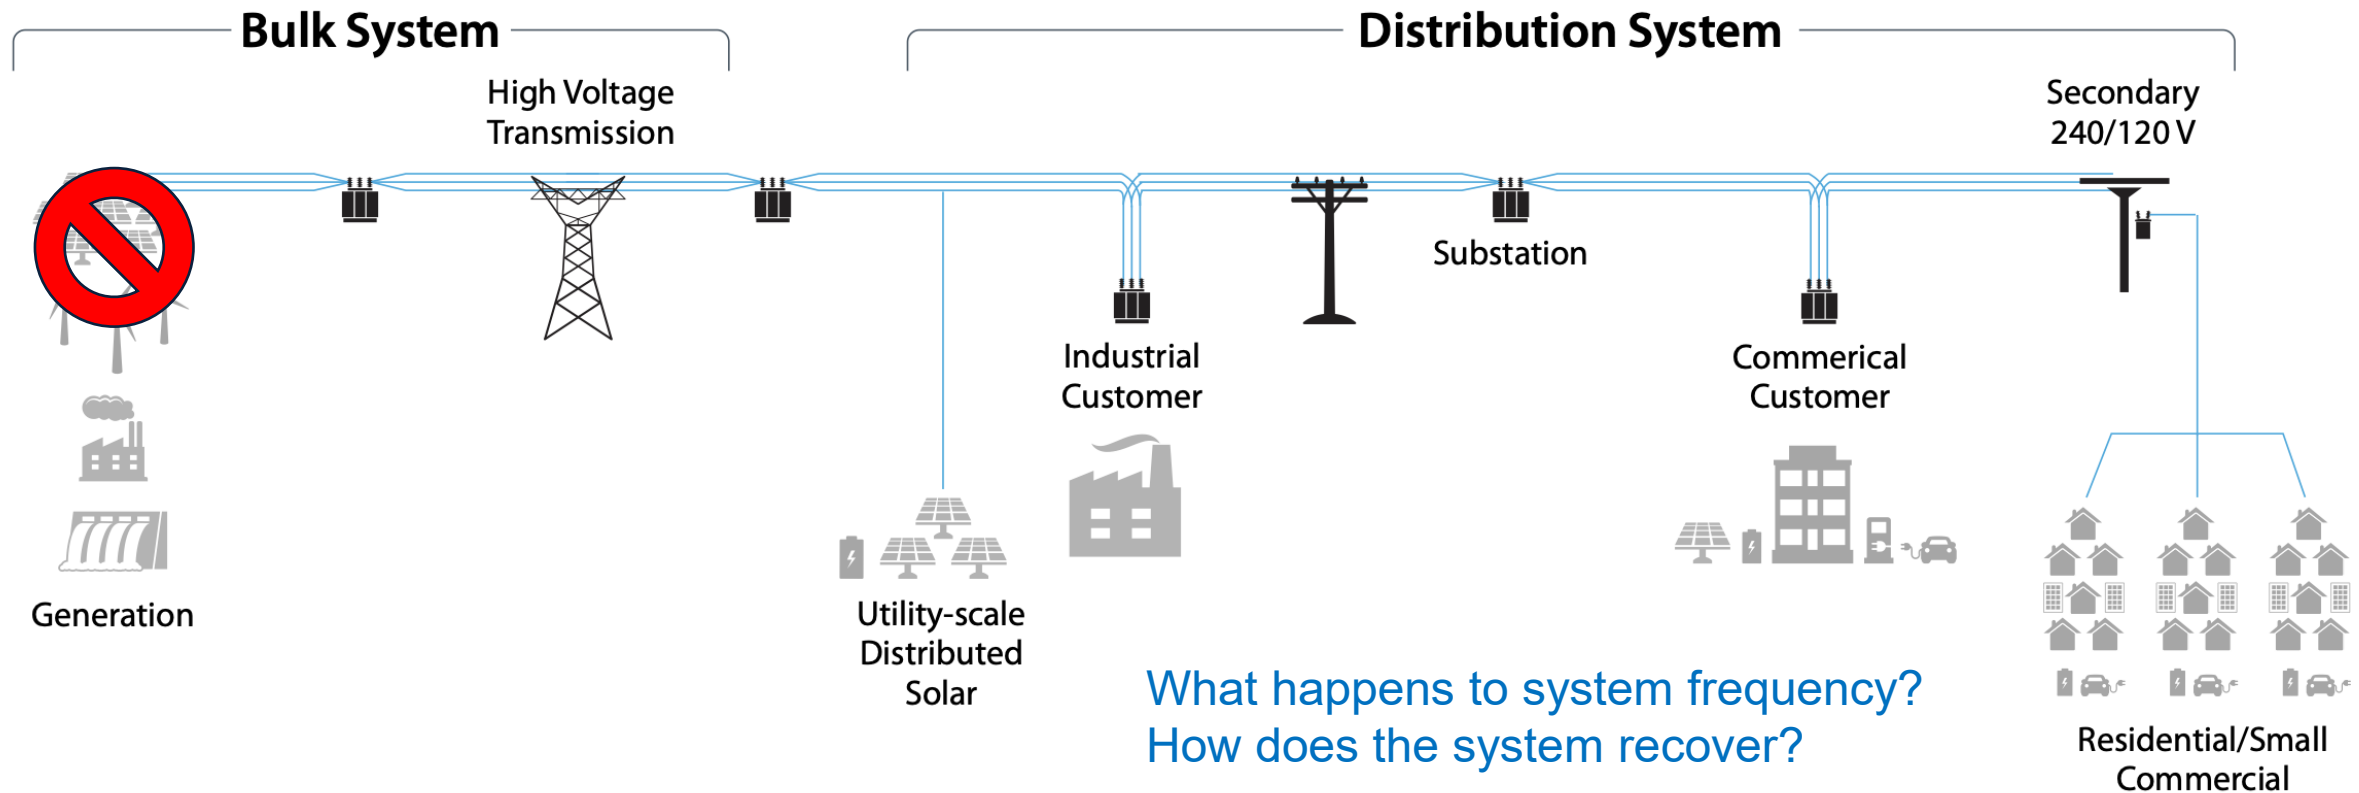 Bulk System
Distribution System
High Voltage
Transmission
Secondary
240/120 V
Substation
Industrial
Customer
Commerical
Customer
Generation
Utility-scale
Distributed
Solar
What happens to system frequency?
How does the system recover?
Residential/Small
Commercial